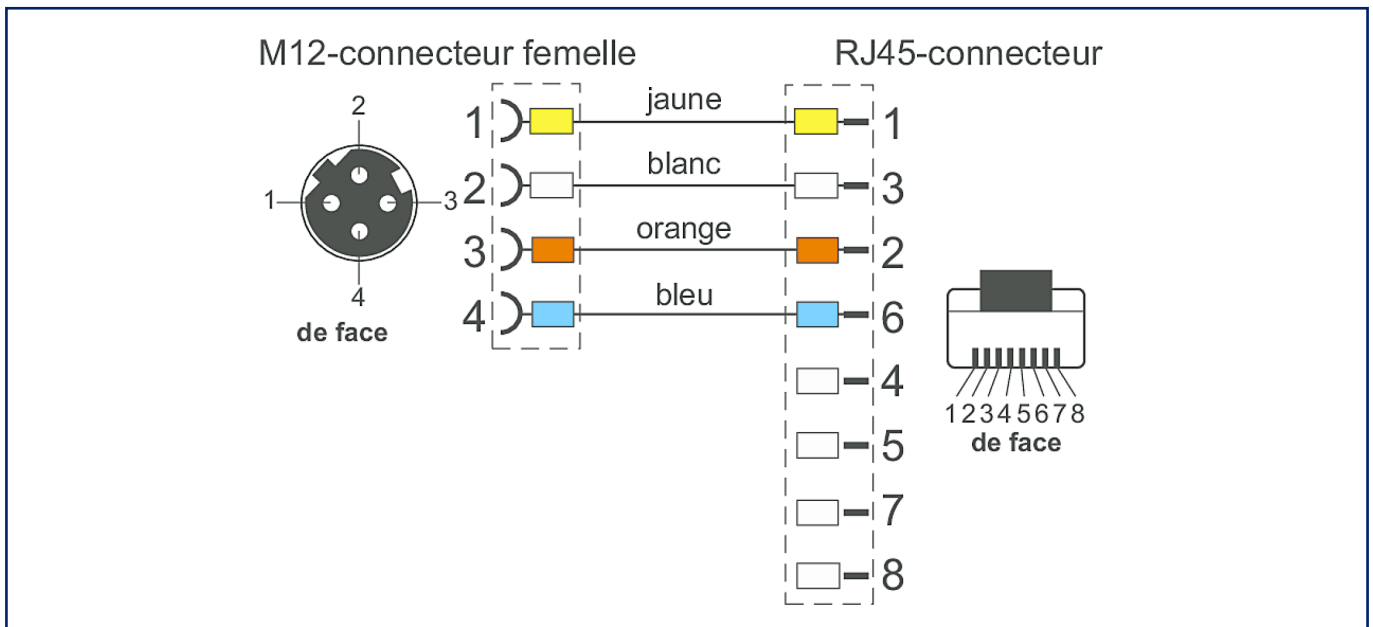 M12-connecteur femelle
RJ45-connecteur
2
1
3
4
de face
1 jaune 1
2 blanc 3
3 orange 2
4 bleu 6
4
5
7
8
12345678
de face